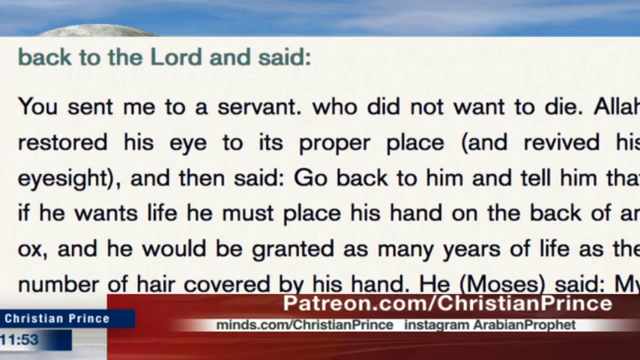 back to the Lord and said:
You sent me to a servant. who did not want to die. Allah
restored his eye to its proper place (and revived his
eyesight), and then said: Go back to him and tell him that
if he wants life he must place his hand on the back of an
ox, and he would be granted as many years of life as the
number of hair covered by his hand. He (Moses) said: My
Patreon.com/ChristianPrince
Christian Prince
minds.com/ChristianPrince instagram ArabianProphet
11:53